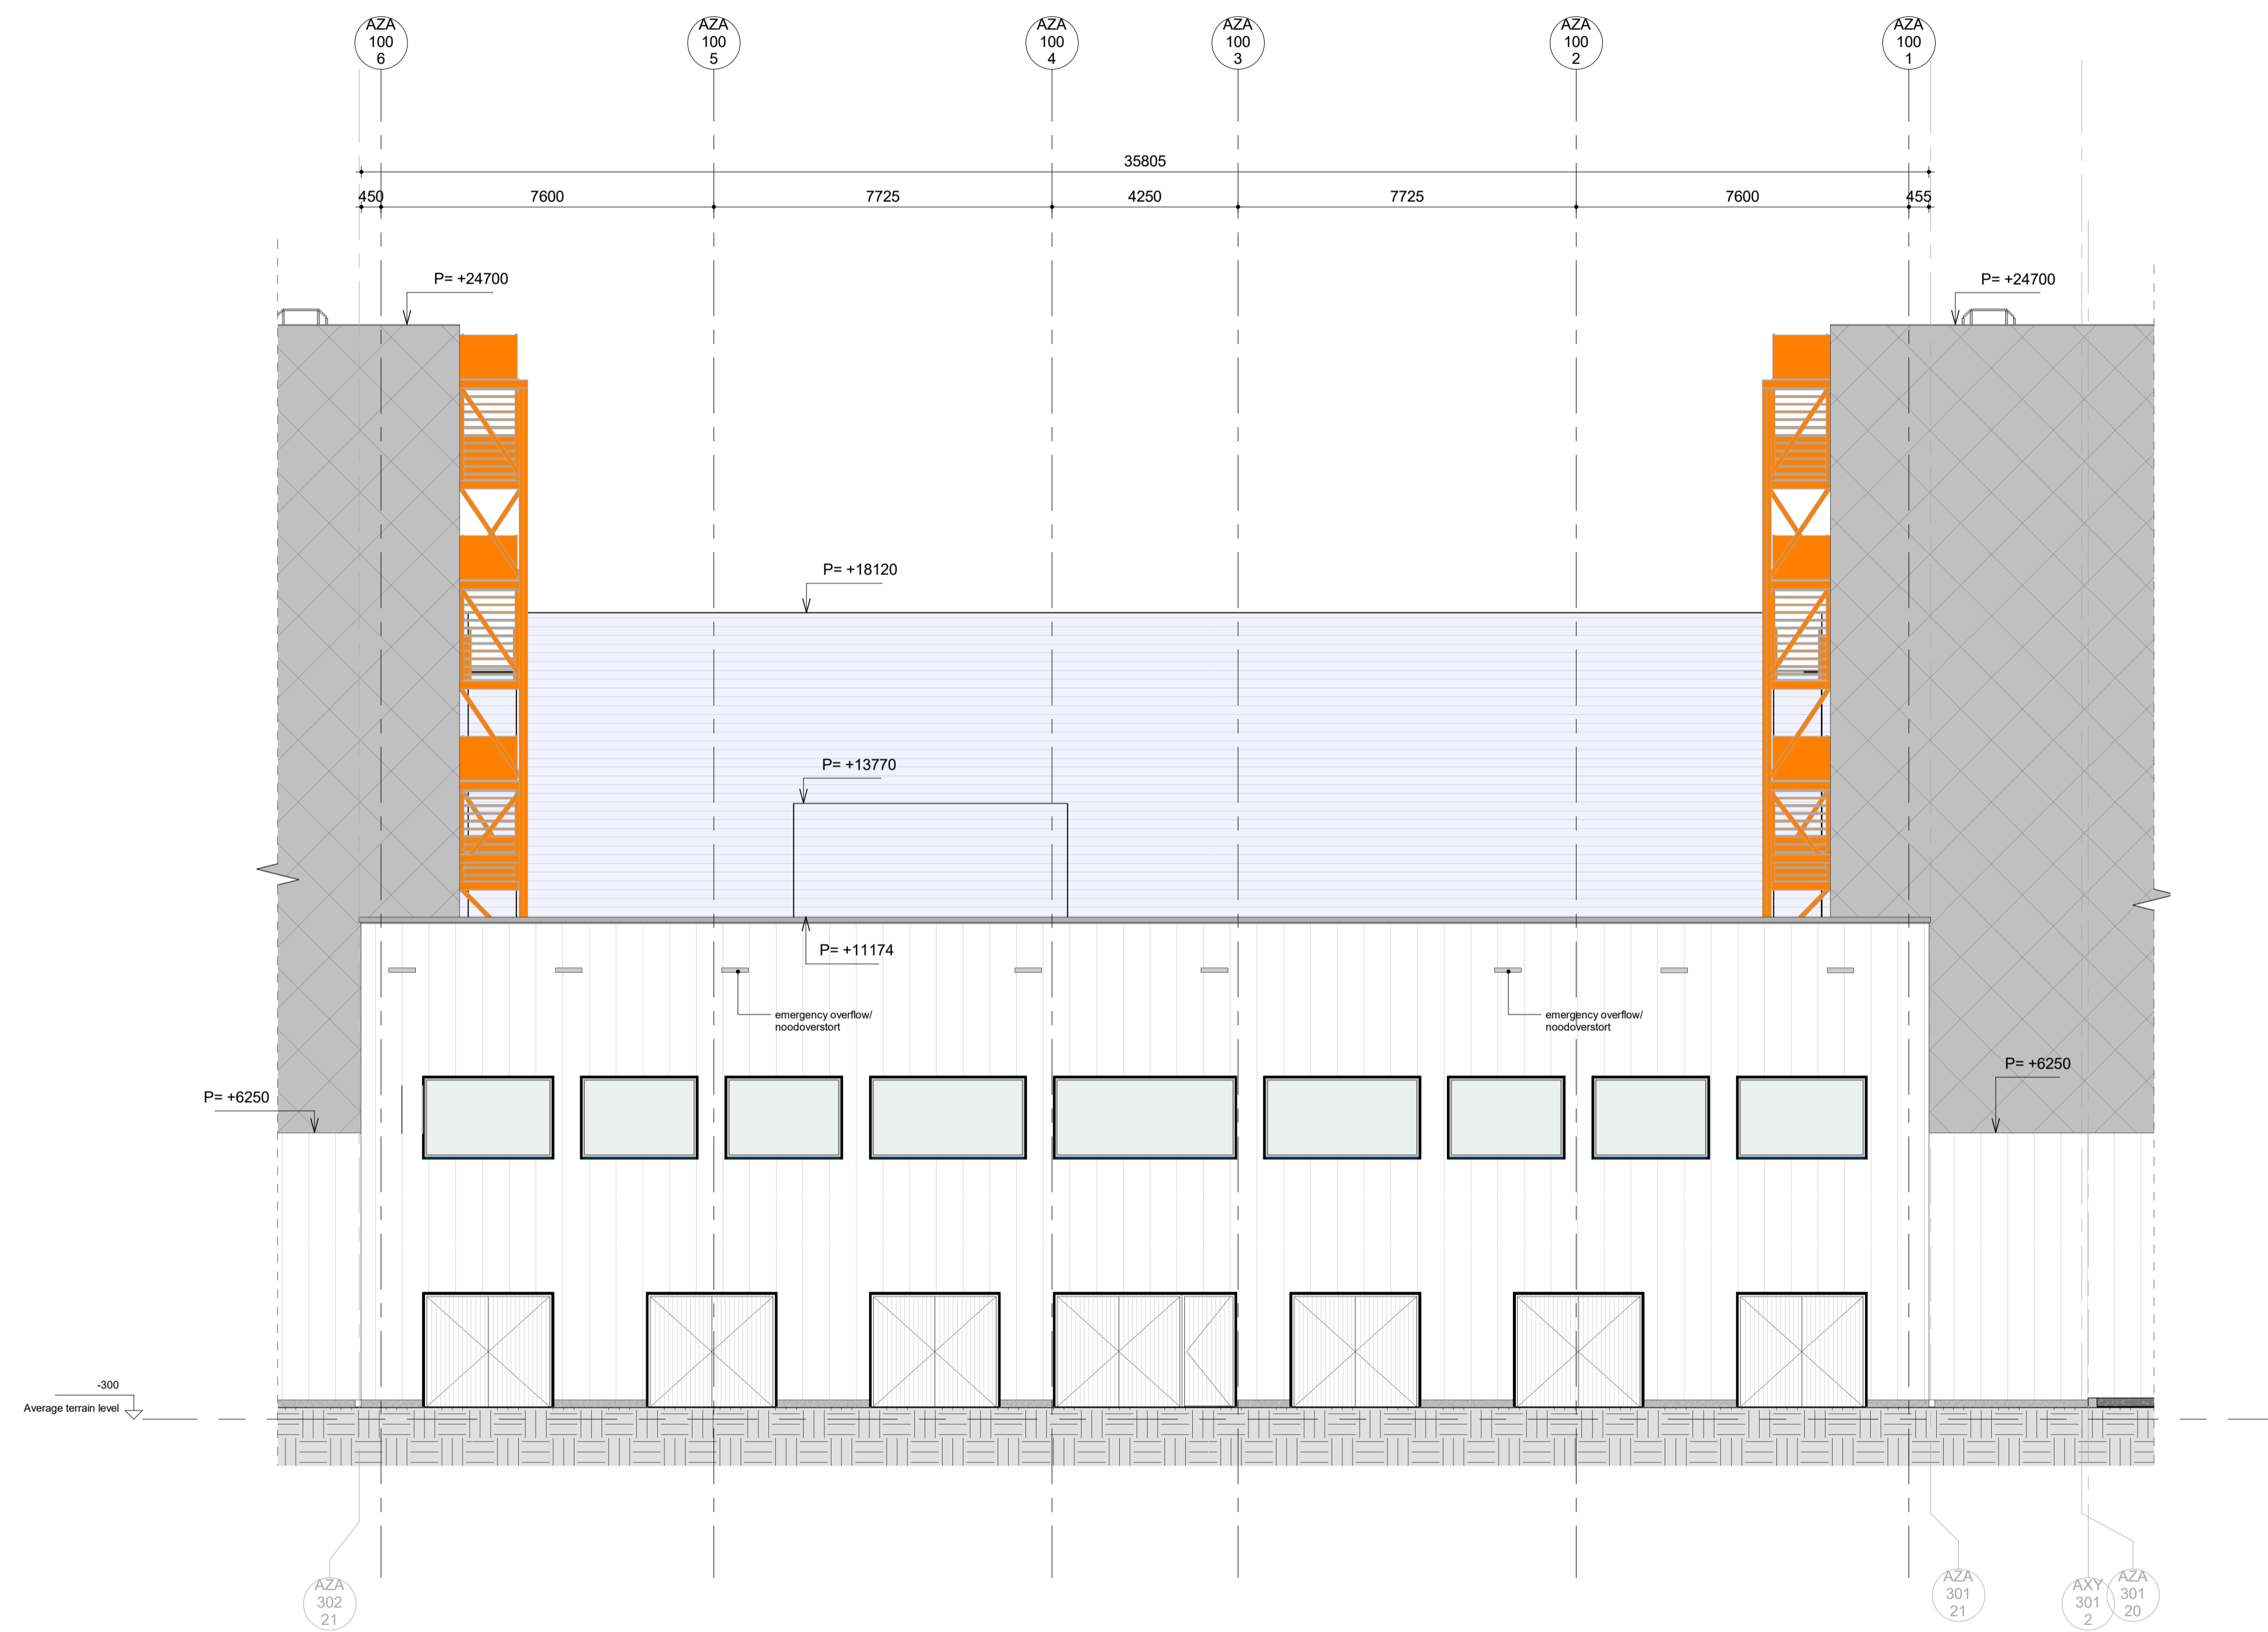 AZA
100
6
AZA
100
5
AZA
100
4
AZA
100
3
AZA
100
2
AZA
100
1
35805
450
7600
7725
4250
7725
7600
455
P= +24700
P= +24700
P= +18120
P= +13770
P= +11174
emergency overflow/
noodoverstort
emergency overflow/
noodoverstort
P= +6250
P= +6250
-300
Average terrain level
AZA
302
21
AZA
301
21
AXY
301
2
AZA
301
20